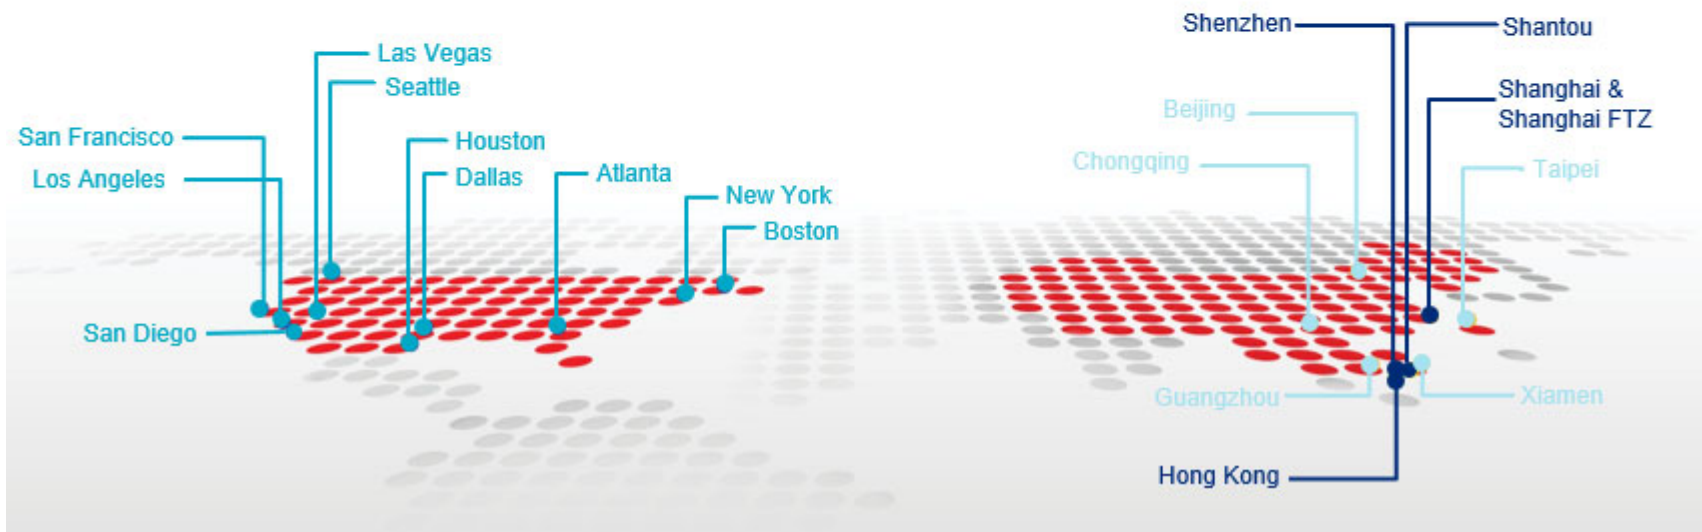 Las Vegas
Seattle
San Francisco
Houston
Los Angeles
Dallas
Atlanta
New York
Boston
San Diego
Shenzhen
Shantou
Shanghai &
Shanghai FTZ
Beijing
Chongqing
Taipei
Guangzhou
Xiamen
Hong Kong